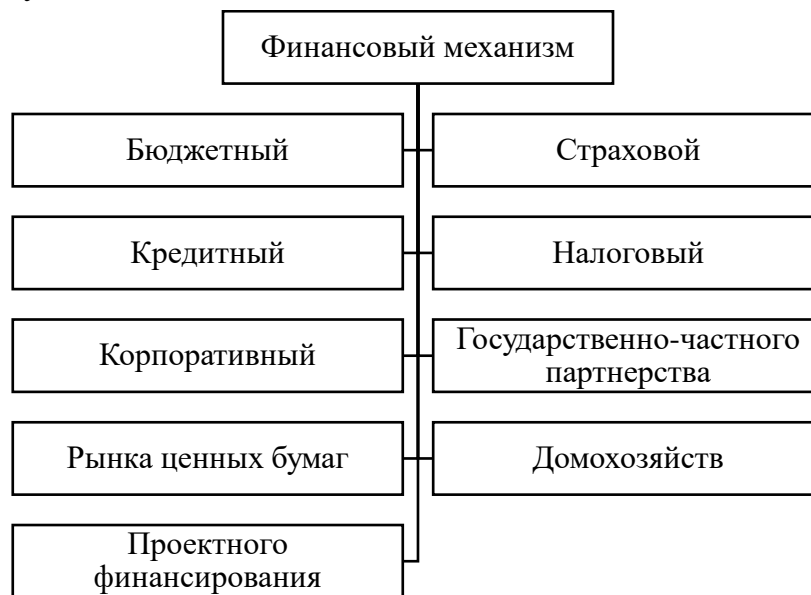 Финансовый механизм
Бюджетный
Страховой
Кредитный
Налоговый
Корпоративный
Государственно-частного
партнерства
Рынка ценных бумаг
Домохозяйств
Проектного
финансирования